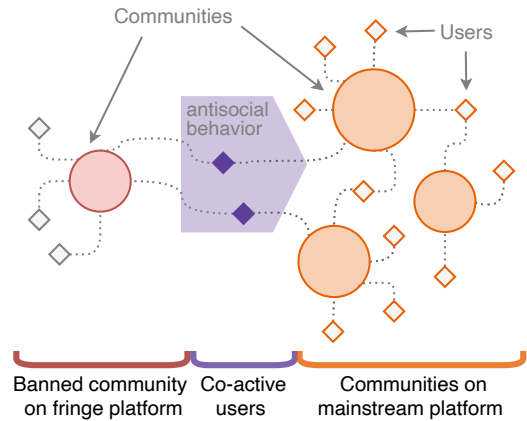 Communities
Users
antisocial
behavior
Banned community
on fringe platform
Co-active
users
Communities on
mainstream platform